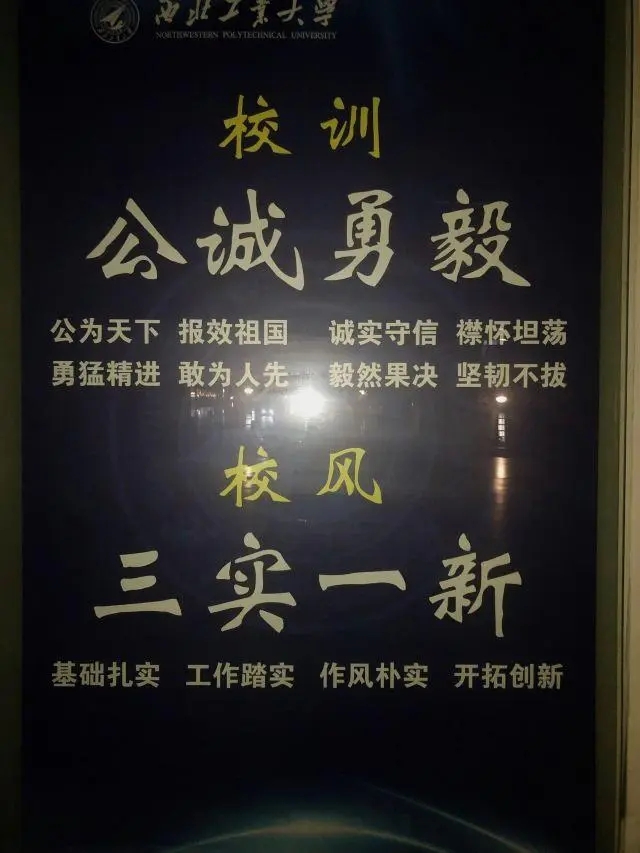 西北工业大学
NORTHWESTERN POLYTECHNICAL UNIVERSITY
校训
公诚勇毅
公为天下 报效祖国 诚实守信 襟怀坦荡
勇猛精进 敢为人先 毅然果决 坚韧不拔
校风
三实一新
基础扎实 工作踏实 作风朴实 开拓创新